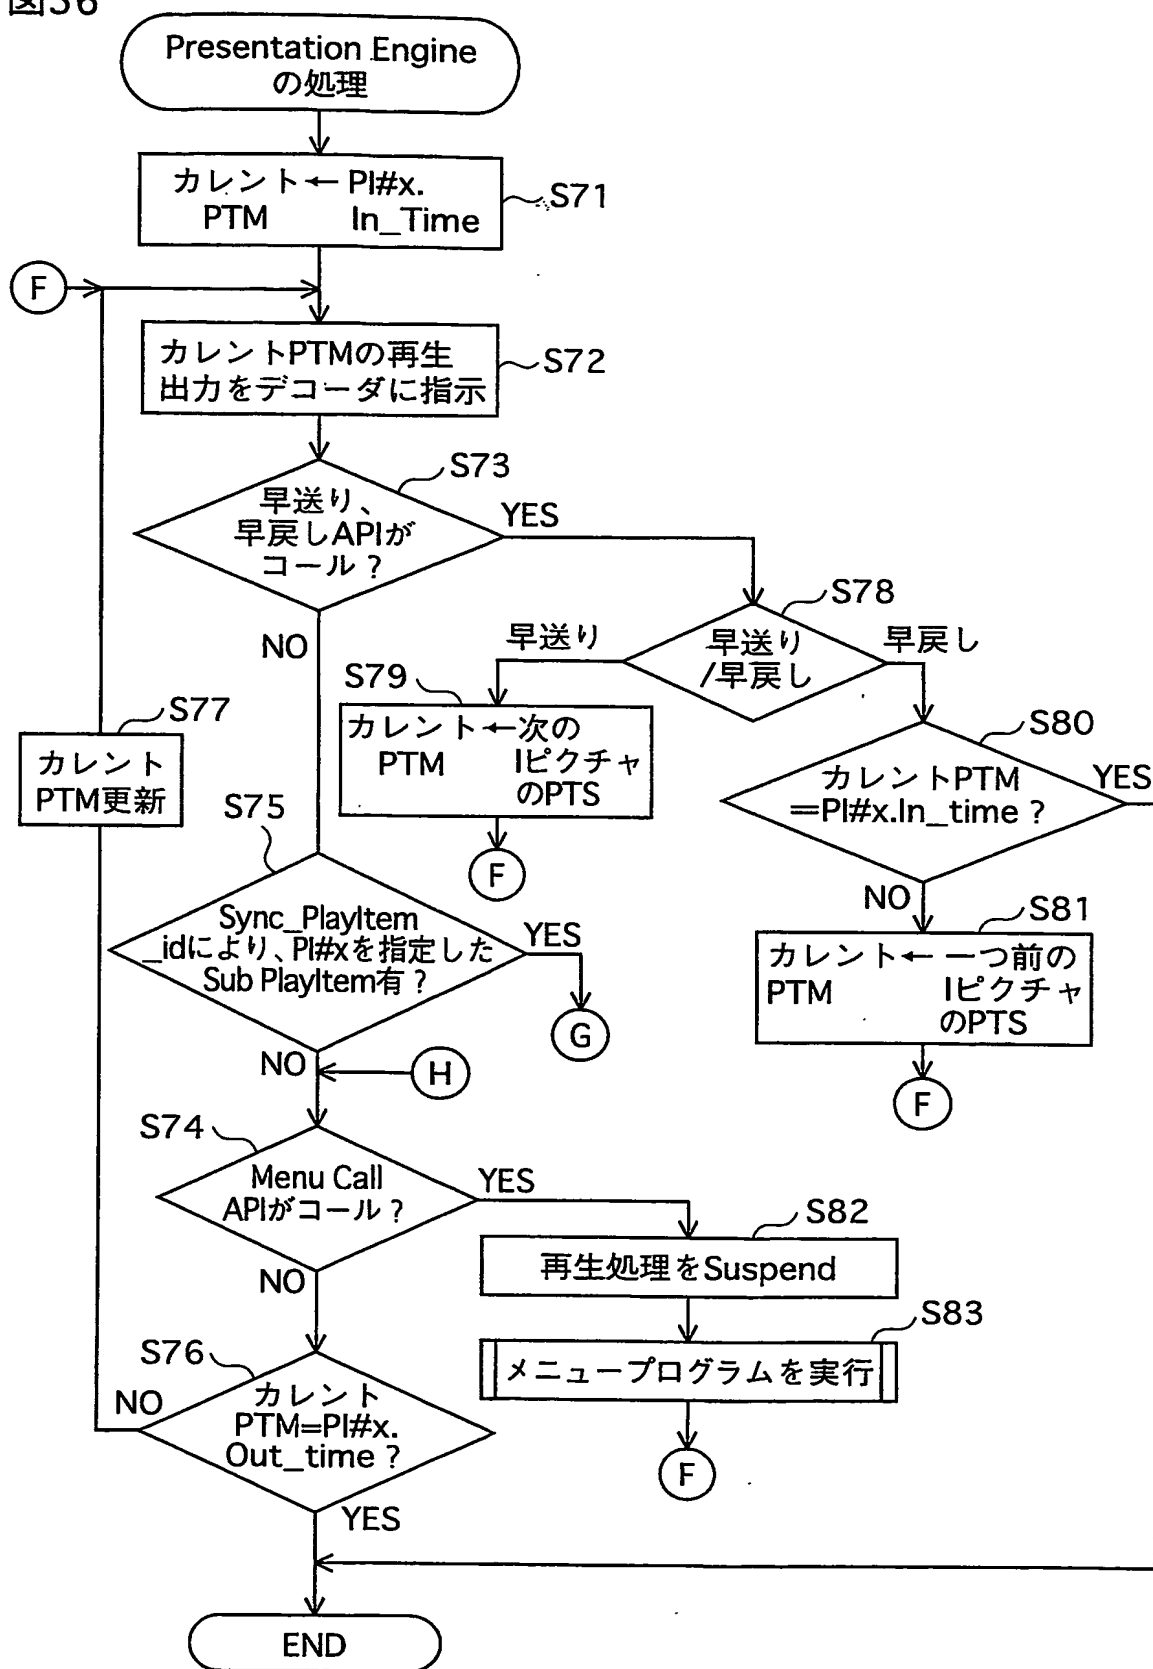 図36
Presentation Engine
の処理
カレント← PI#x.
PTM In_Time
S71
F
カレントPTMの再生
出力をデコーダに指示
S72
S73
早送り、
早戻しAPIが
コール？
YES
NO
S78
早送り
/早戻し
早送り
早戻し
S79
カレント←次の
PTM Iピクチャ
のPTS
F
S80
カレントPTM
=PI#x.In_time？
YES
NO
S81
カレント← 一つ前の
PTM Iピクチャ
のPTS
F
S77
カレント
PTM更新
S75
Sync_PlayItem
_idにより、PI#xを指定した
Sub PlayItem有？
YES
G
NO
H
S74
Menu Call
APIがコール？
YES
NO
S82
再生処理をSuspend
S83
メニュープログラムを実行
F
S76
カレント
PTM=PI#x.
Out_time？
NO
YES
END